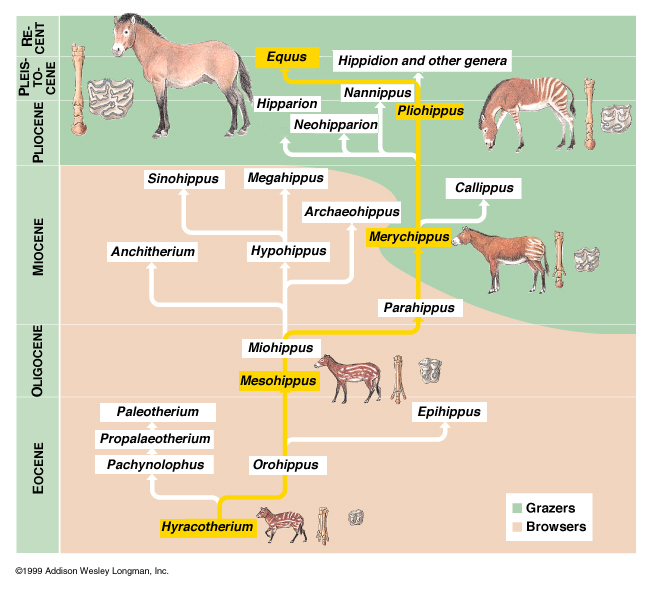 RE-
CENT
PLEIS-
TO-
CENE
PLIOCENE
MIOCENE
OLIGOCENE
EOCENE
Equus
Hippidion and other genera
Nannippus
Hipparion
Pliohippus
Neohipparion
Sinohippus
Megahippus
Callippus
Archaeohippus
Merychippus
Anchitherium
Hypohippus
Parahippus
Miohippus
Mesohippus
Paleotherium
Epihippus
Propalaeotherium
Pachynolophus
Orohippus
Hyracotherium
Grazers
Browsers
©1999 Addison Wesley Longman, Inc.